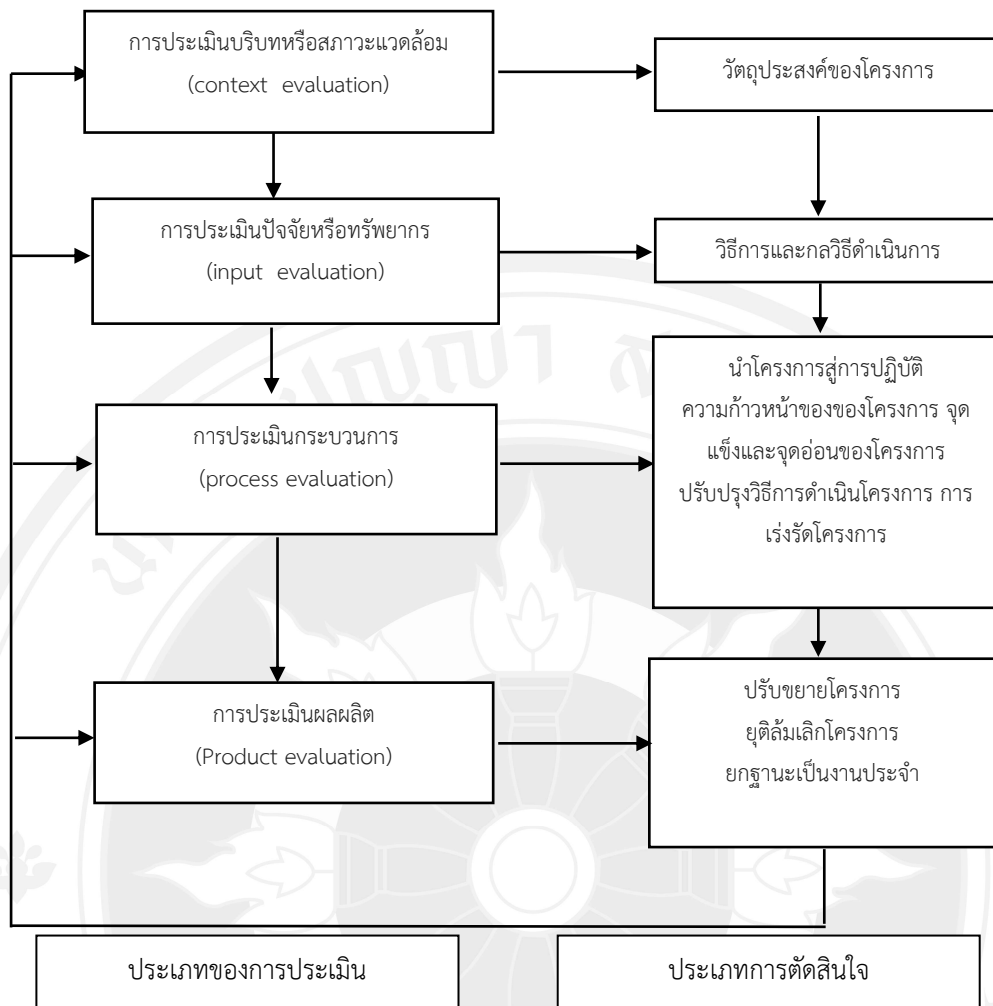 การประเมินบริบทหรือสภาวะแวดล้อม
(context evaluation)
วัตถุประสงค์ของโครงการ
การประเมินปัจจัยหรือทรัพยากร
(input evaluation)
วิธีการและกลวิธีดำเนินการ
การประเมินกระบวนการ
(process evaluation)
นำโครงการสู่การปฏิบัติ
ความก้าวหน้าของของโครงการ จุด
แข็งและจุดอ่อนของโครงการ
ปรับปรุงวิธีการดำเนินโครงการ การ
เร่งรัดโครงการ
การประเมินผลผลิต
(Product evaluation)
ปรับขยายโครงการ
ยุติล้มเลิกโครงการ
ยกฐานะเป็นงานประจำ
ประเภทของการประเมิน
ประเภทการตัดสินใจ